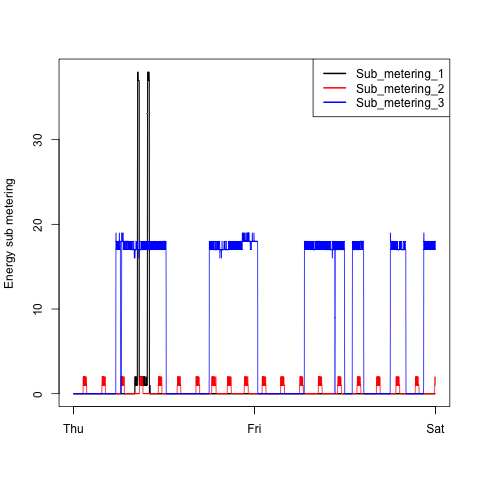 Sub_metering_1
Sub_metering_2
Sub_metering_3
Energy sub metering
30
20
10
0
Thu Fri Sat